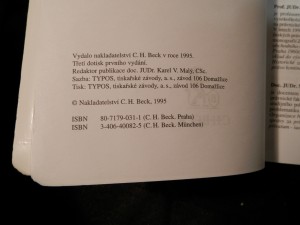 Vydalo nakladatelství C. H. Beck v roce 1995.
Třetí dotisk prvního vydání.
Redaktor publikace doc. JUDr. Karel V. Malý, CSc.
Sazba: TYPOS, tiskařské závody, a. s., závod 106 Domažlice
Tisk: TYPOS, tiskařské závody, a. s., závod 106 Domažlice
© Nakladatelství C. H. Beck, 1995
ISBN 80-7179-031-1 (C. H. Beck, Praha)
ISBN 3-406-40082-5 (C. H. Beck, München)